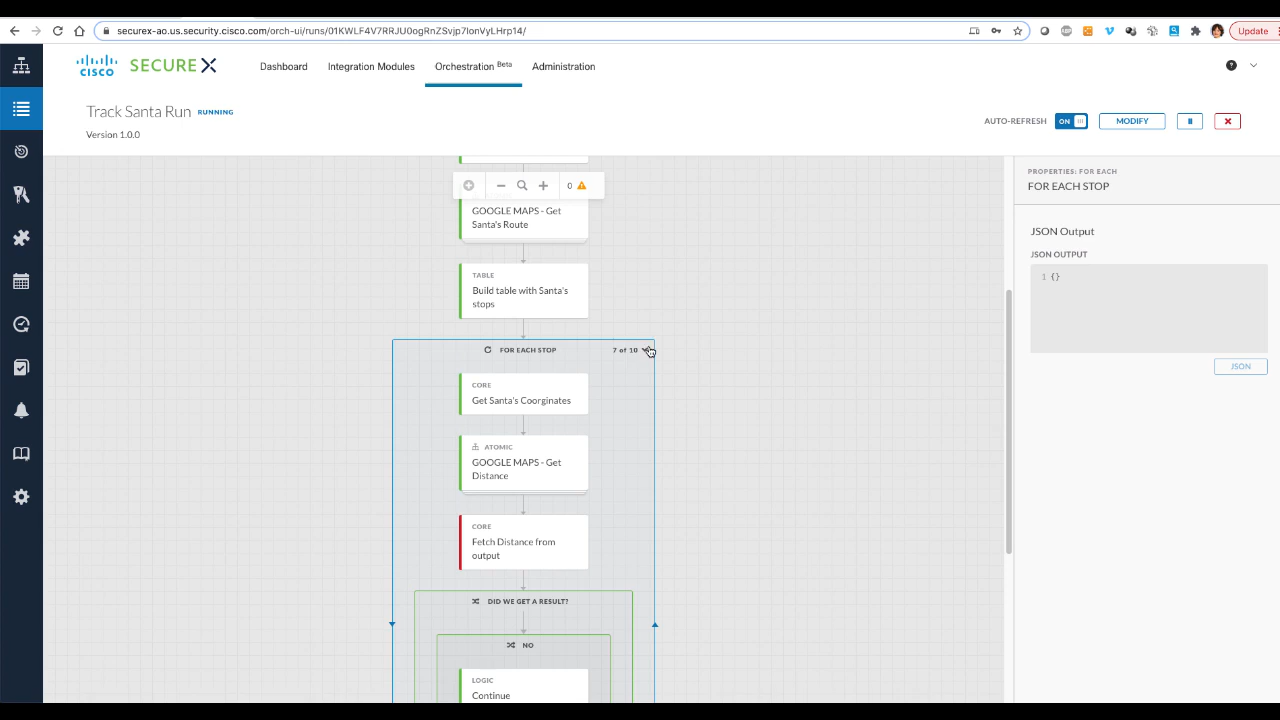 securex-ao.us.security.cisco.com/orch-ui/runs/01KWLF4V7RRJU0ogRnZSvjp7IonVyLHrp14/
Update
CISCO SECUREX
Dashboard
Integration Modules
Orchestration Beta
Administration
Track Santa Run RUNNING
Version 1.0.0
AUTO-REFRESH ON
MODIFY
0
GOOGLE MAPS - Get
Santa's Route
TABLE
Build table with Santa's
stops
FOR EACH STOP 7 of 10
CORE
Get Santa's Coorginates
ATOMIC
GOOGLE MAPS - Get
Distance
CORE
Fetch Distance from
output
DID WE GET A RESULT?
NO
LOGIC
Continue
PROPERTIES: FOR EACH
FOR EACH STOP
JSON Output
JSON OUTPUT
1 {}
JSON